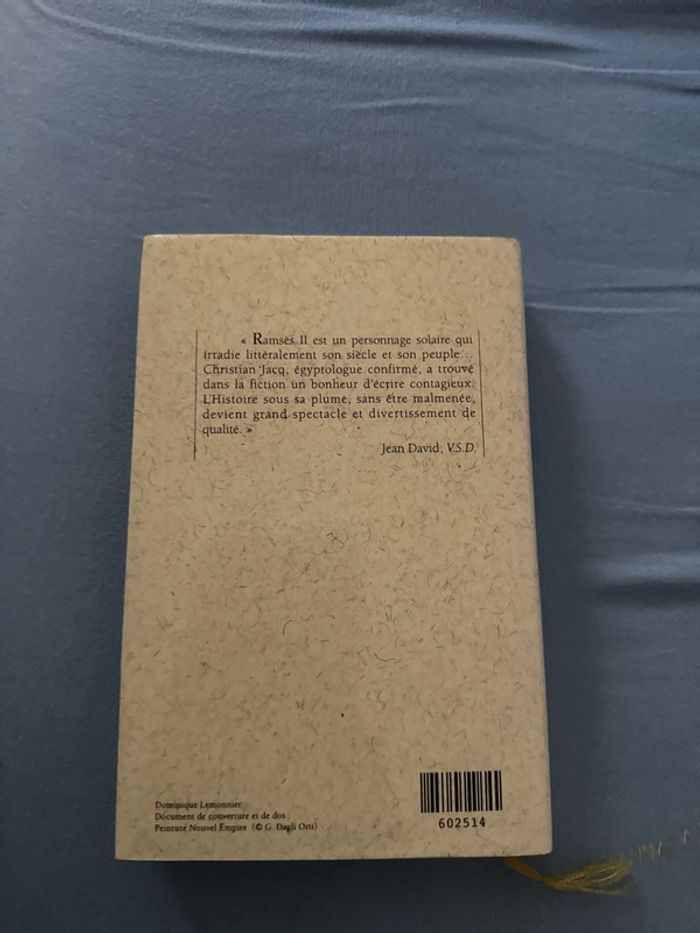 « Ramsès II est un personnage solaire qui
irradie littéralement son siècle et son peuple...
Christian Jacq, égyptologue confirmé, a trouvé
dans la fiction un bonheur d'écrire contagieux.
L'Histoire sous sa plume, sans être malmenée,
devient grand spectacle et divertissement de
qualité. »
Jean David, V.S.D.
Dominique Lemonnier
Document de couverture et de dos :
Peinture Nouvel Empire (© G. Dagli Orti)
602514